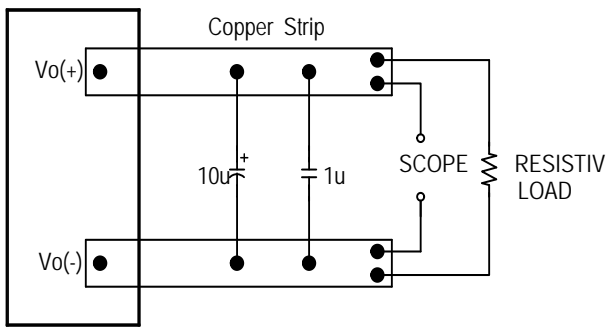 Copper Strip
Vo(+)
+
10u
1u
SCOPE
RESISTIV
LOAD
Vo(-)